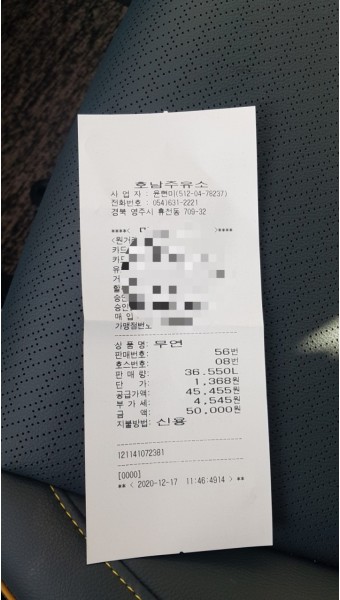 호남주유소
사 업 자 : 윤현미(512-04-78237)
전화번호 : (054)631-2221
경북 영주시 휴천동 709-32
****<
>****
<원거
카드
카드
유
거
할
승인
승인
매 입
가맹점번호
상 품 명: 무연
판매번호: 56번
호스번호: 08번
판 매 량: 36.550L
단 가: 1,368원
공급가액: 45,455원
부 가 세: 4,545원
금 액: 50,000원
지불방법: 신용
121141072381
[0000]
** < 2020-12-17 11:46:4914 > **